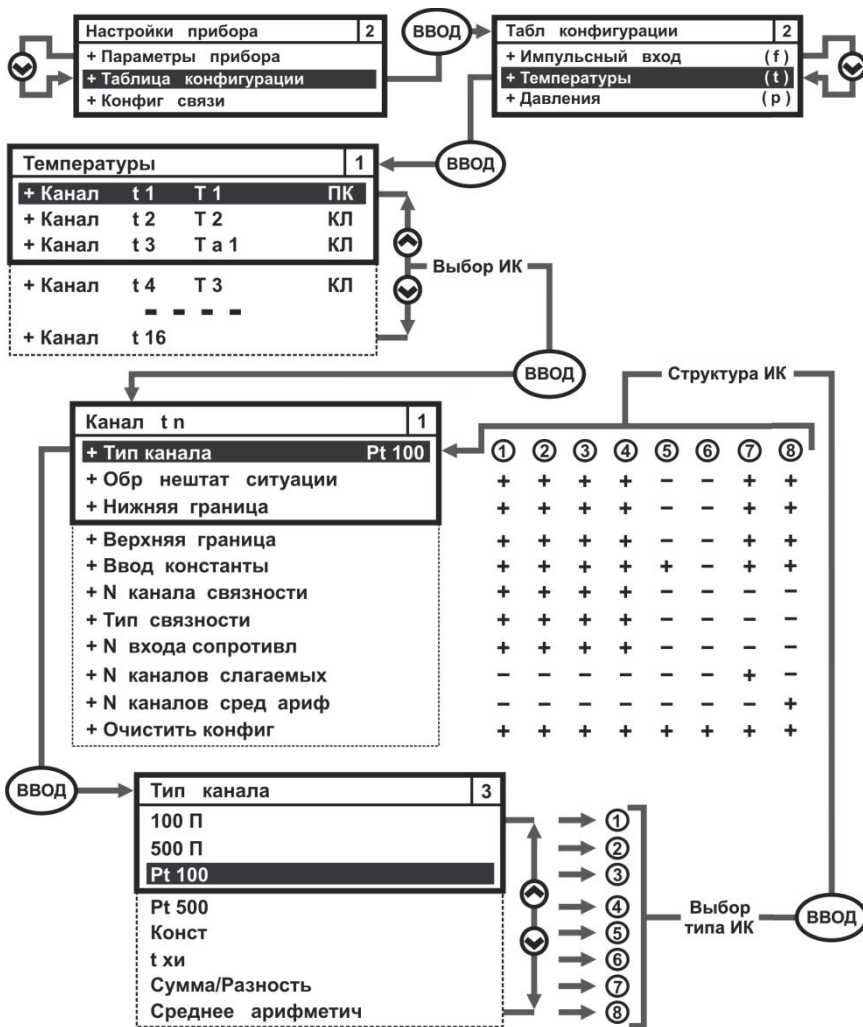 Настройки прибора 2
+ Параметры прибора
+ Таблица конфигурации
+ Конфиг связи
ВВОД
Табл конфигурации 2
+ Импульсный вход (f)
+ Температуры (t)
+ Давления (p)
ВВОД
Температуры 1
+ Канал t 1 T 1 ПК
+ Канал t 2 T 2 КЛ
+ Канал t 3 T a 1 КЛ
+ Канал t 4 T 3 КЛ
- - - -
+ Канал t 16
Выбор ИК
ВВОД
Структура ИК
Канал t n 1
+ Тип канала Pt 100 ① ② ③ ④ ⑤ ⑥ ⑦ ⑧
+ Обр нештат ситуации + + + + – – + +
+ Нижняя граница + + + + – – + +
+ Верхняя граница + + + + – – + +
+ Ввод константы + + + + + – + +
+ N канала связности + + + + – – – –
+ Тип связности + + + + – – – –
+ N входа сопротивл + + + + – – – –
+ N каналов слагаемых – – – – – – + –
+ N каналов сред ариф – – – – – – – +
+ Очистить конфиг + + + + + + + +
ВВОД
Тип канала 3
100 П ①
500 П ②
Pt 100 ③
Pt 500 ④
Конст ⑤
t хи ⑥
Сумма/Разность ⑦
Среднее арифметич ⑧
Выбор
типа ИК
ВВОД